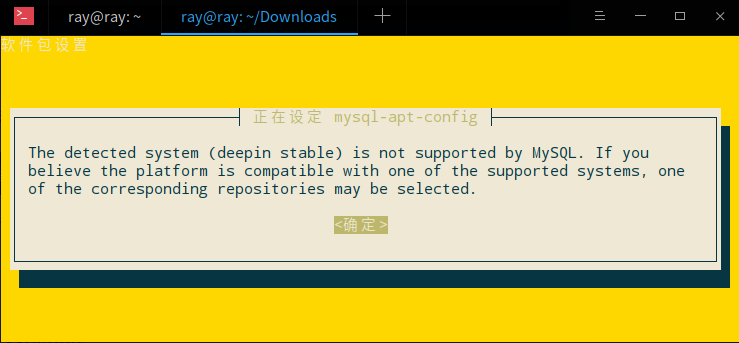 ray@ray: ~
ray@ray: ~/Downloads
软件包设置
正在设定 mysql-apt-config
The detected system (deepin stable) is not supported by MySQL. If you
believe the platform is compatible with one of the supported systems, one
of the corresponding repositories may be selected.
<确定>